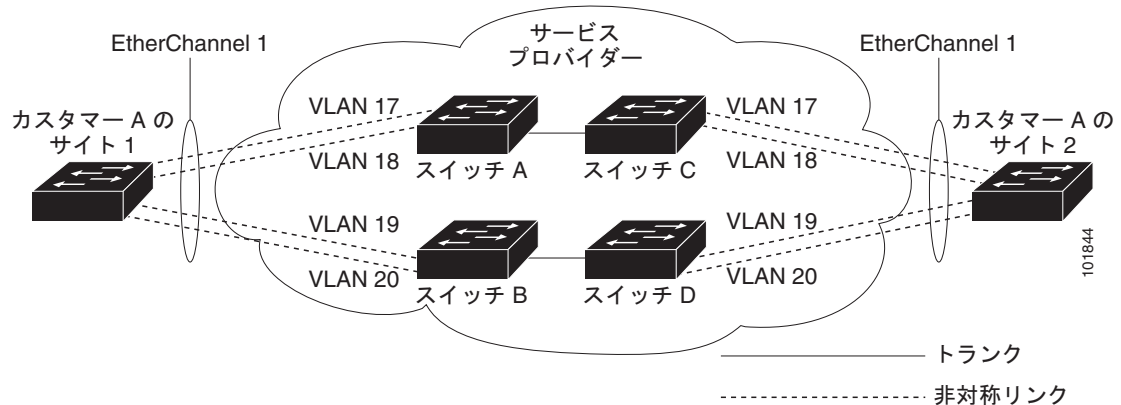 サービス
プロバイダー
EtherChannel 1
EtherChannel 1
カスタマー A の
サイト 1
VLAN 17
VLAN 18
スイッチ A
スイッチ C
VLAN 17
VLAN 18
カスタマー A の
サイト 2
VLAN 19
VLAN 20
スイッチ B
スイッチ D
VLAN 19
VLAN 20
101844
トランク
非対称リンク